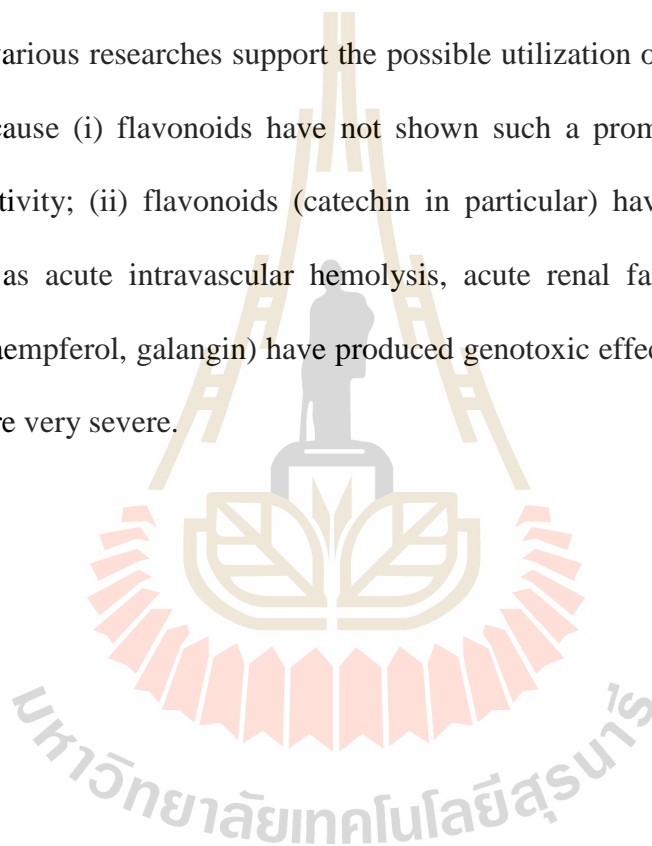 various researches support the possible utilization o
cause (i) flavonoids have not shown such a prom
tivity; (ii) flavonoids (catechin in particular) hav
as acute intravascular hemolysis, acute renal fa
aempferol, galangin) have produced genotoxic effec
re very severe.
มหาวิทยาลัยเทคโนโลยีสุรนารี